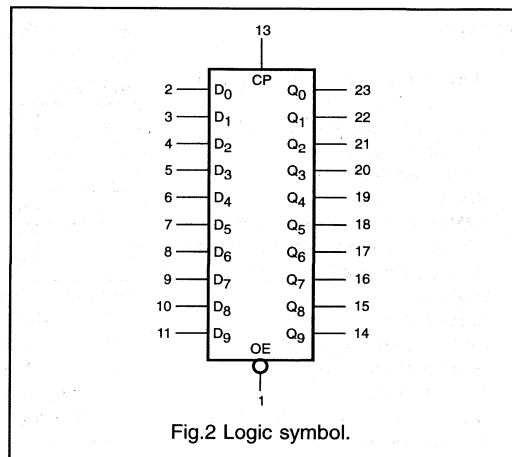 13
CP
2 D0 Q0 23
3 D1 Q1 22
4 D2 Q2 21
5 D3 Q3 20
6 D4 Q4 19
7 D5 Q5 18
8 D6 Q6 17
9 D7 Q7 16
10 D8 Q8 15
11 D9 Q9 14
OE
1
Fig.2 Logic symbol.